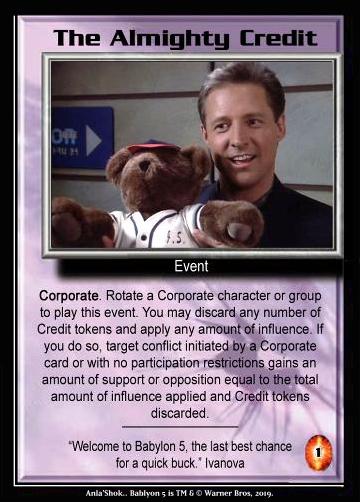 The Almighty Credit
J.S.
Event
Corporate. Rotate a Corporate character or group
to play this event. You may discard any number of
Credit tokens and apply any amount of influence. If
you do so, target conflict initiated by a Corporate
card or with no participation restrictions gains an
amount of support or opposition equal to the total
amount of influence applied and Credit tokens
discarded.
“Welcome to Babylon 5, the last best chance
for a quick buck.” Ivanova
1
Anla'Shok.. Bablyon 5 is TM & © Warner Bros, 2019.